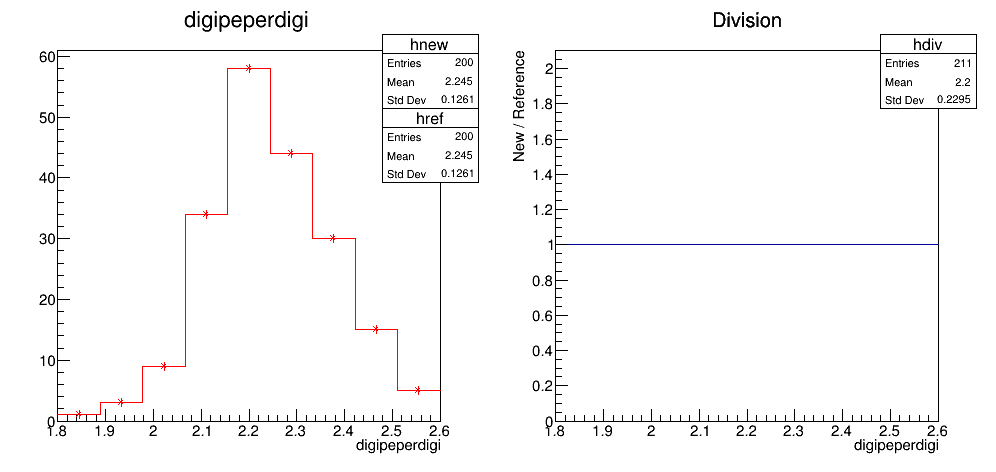 digipeperdigi
hnew
Entries 200
Mean 2.245
Std Dev 0.1261
href
Entries 200
Mean 2.245
Std Dev 0.1261
60
50
40
30
20
10
0
1.8 1.9 2 2.1 2.2 2.3 2.4 2.5 2.6
digipeperdigi
Division
hdiv
Entries 211
Mean 2.2
Std Dev 0.2295
New / Reference
2
1.8
1.6
1.4
1.2
1
0.8
0.6
0.4
0.2
0
1.8 1.9 2 2.1 2.2 2.3 2.4 2.5 2.6
digipeperdigi